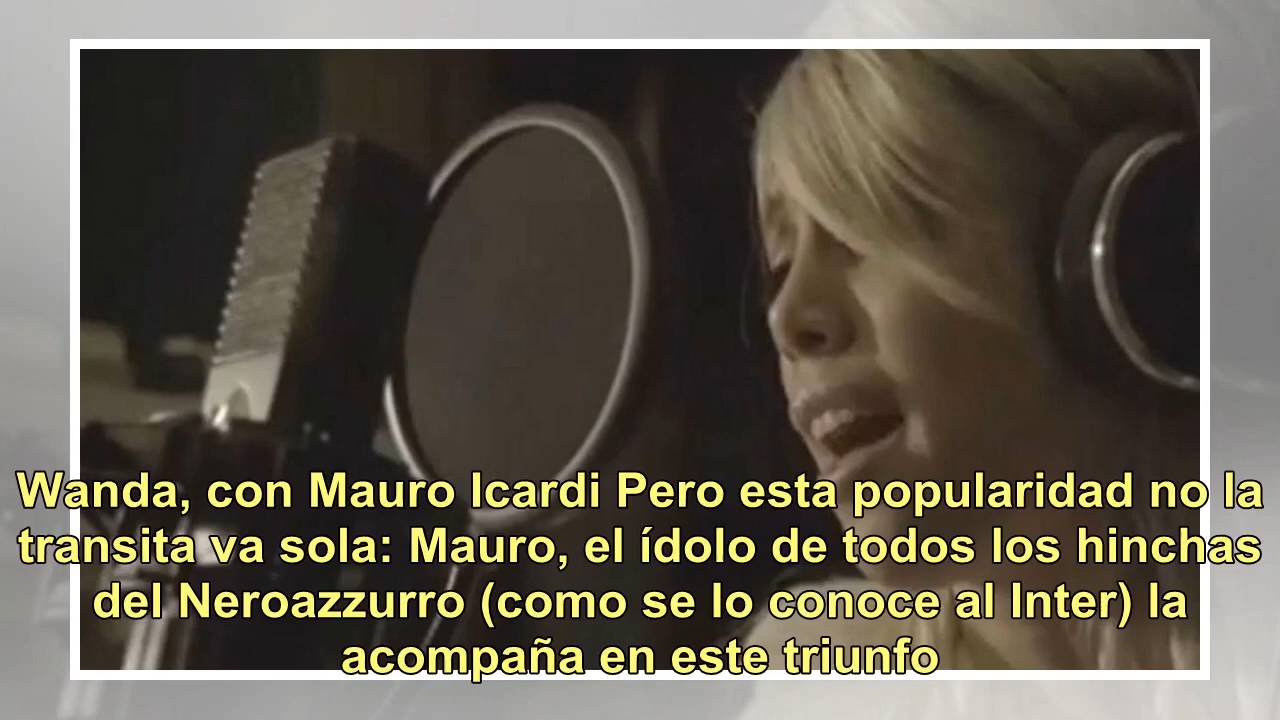 Wanda, con Mauro Icardi Pero esta popularidad no la
transita va sola: Mauro, el ídolo de todos los hinchas
del Neroazzurro (como se lo conoce al Inter) la
acompaña en este triunfo